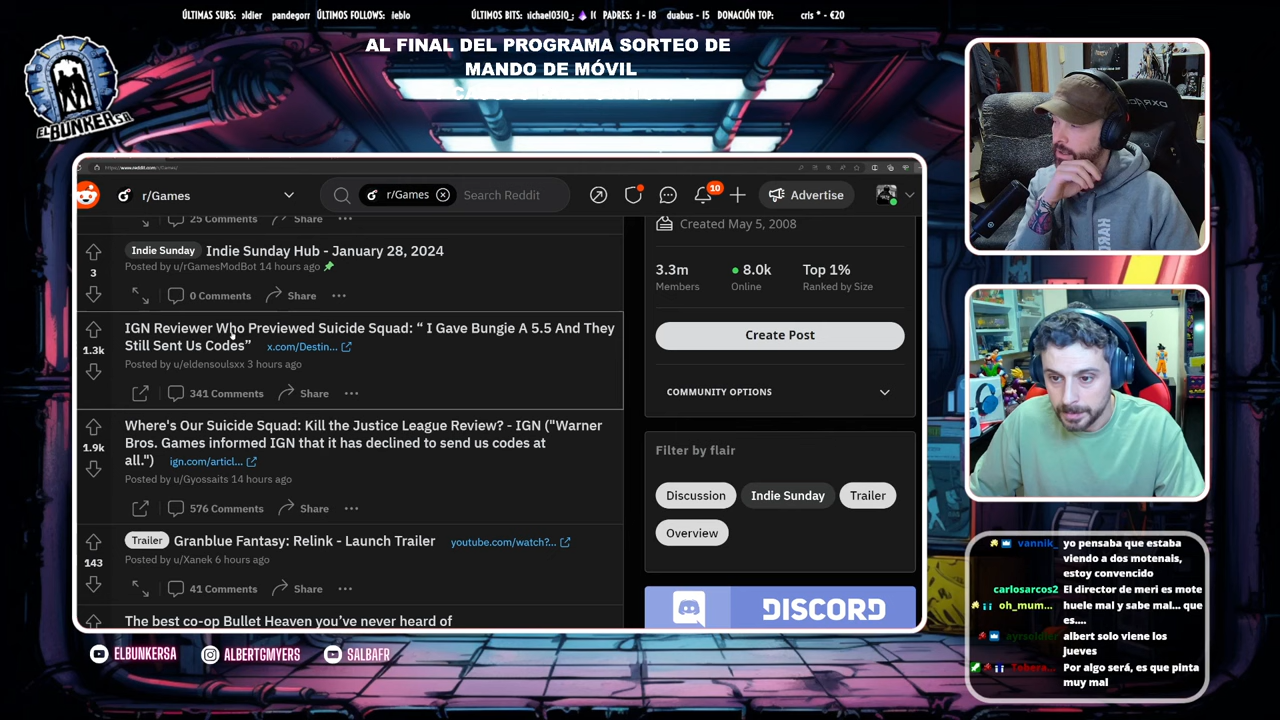 ÚLTIMAS SUBS: pandegorr ÚLTIMOS FOLLOWS: ÚLTIMOS BITS: PADRES: duabus - 15 DONACIÓN TOP: cris * - €20
AL FINAL DEL PROGRAMA SORTEO DE
MANDO DE MÓVIL
EL BUNKER S.A
r/Games
r/Games
Search Reddit
10
Advertise
25 Comments Share
Indie Sunday Indie Sunday Hub - January 28, 2024
Posted by u/rGamesModBot 14 hours ago
3
0 Comments Share
IGN Reviewer Who Previewed Suicide Squad: “ I Gave Bungie A 5.5 And They
Still Sent Us Codes” x.com/Destin...
1.3k
Posted by u/eldensoulsxx 3 hours ago
341 Comments Share
Where's Our Suicide Squad: Kill the Justice League Review? - IGN ("Warner
Bros. Games informed IGN that it has declined to send us codes at
all.") ign.com/articl...
1.9k
Posted by u/Gyossaits 14 hours ago
576 Comments Share
Trailer Granblue Fantasy: Relink - Launch Trailer youtube.com/watch?...
Posted by u/Xanek 6 hours ago
143
41 Comments Share
The best co-op Bullet Heaven you’ve never heard of
Created May 5, 2008
3.3m 8.0k Top 1%
Members Online Ranked by Size
Create Post
COMMUNITY OPTIONS
Filter by flair
Discussion Indie Sunday Trailer
Overview
DISCORD
ELBUNKERSA ALBERTGMYERS SALBAFR
vannik_ yo pensaba que estaba
viendo a dos motenais,
estoy convencido
carlosarcos2 El director de meri es mote
oh_mum... huele mal y sabe mal... que
es....
ayrsoldier albert solo viene los
jueves
Tobera... Por algo será, es que pinta
muy mal